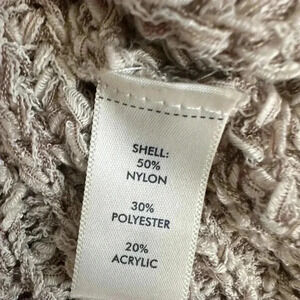 SHELL:
50%
NYLON
30%
POLYESTER
20%
ACRYLIC